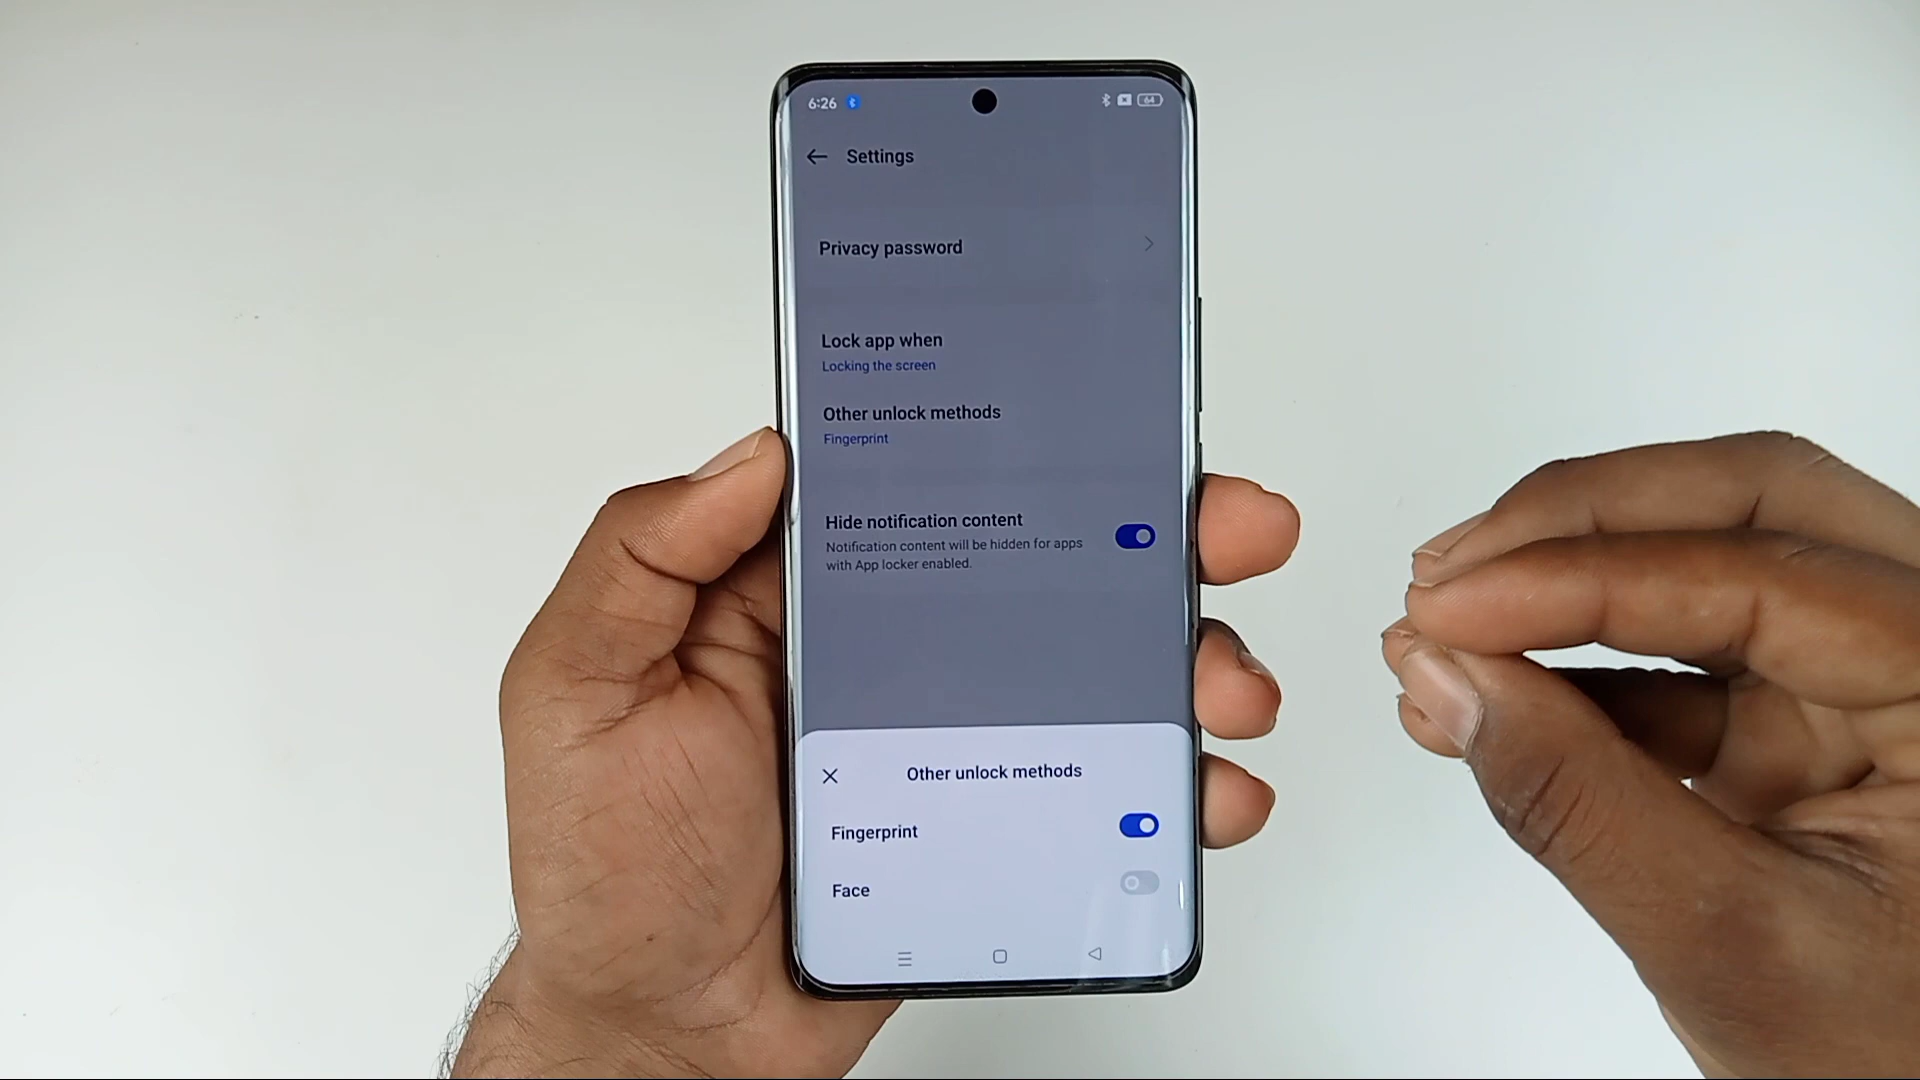 6:26
64
Settings
Privacy password
Lock app when
Locking the screen
Other unlock methods
Fingerprint
Hide notification content
Notification content will be hidden for apps
with App locker enabled.
Other unlock methods
Fingerprint
Face